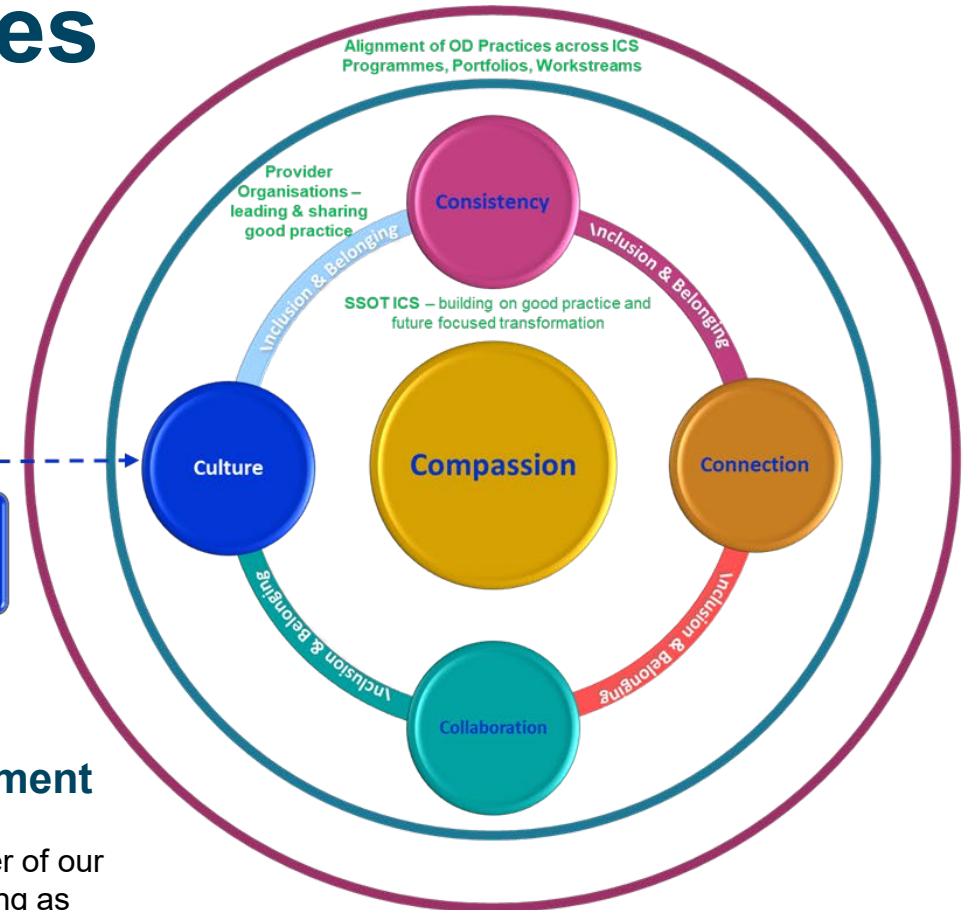 es
Alignment of OD Practices across ICS
Programmes, Portfolios, Workstreams
Provider
Organisations –
leading & sharing
good practice
Consistency
Inclusion & Belonging
Inclusion & Belonging
SSOT ICS – building on good practice and
future focused transformation
Culture
Compassion
Connection
Inclusion & Belonging
Inclusion & Belonging
Collaboration
ment
er of our
ng as